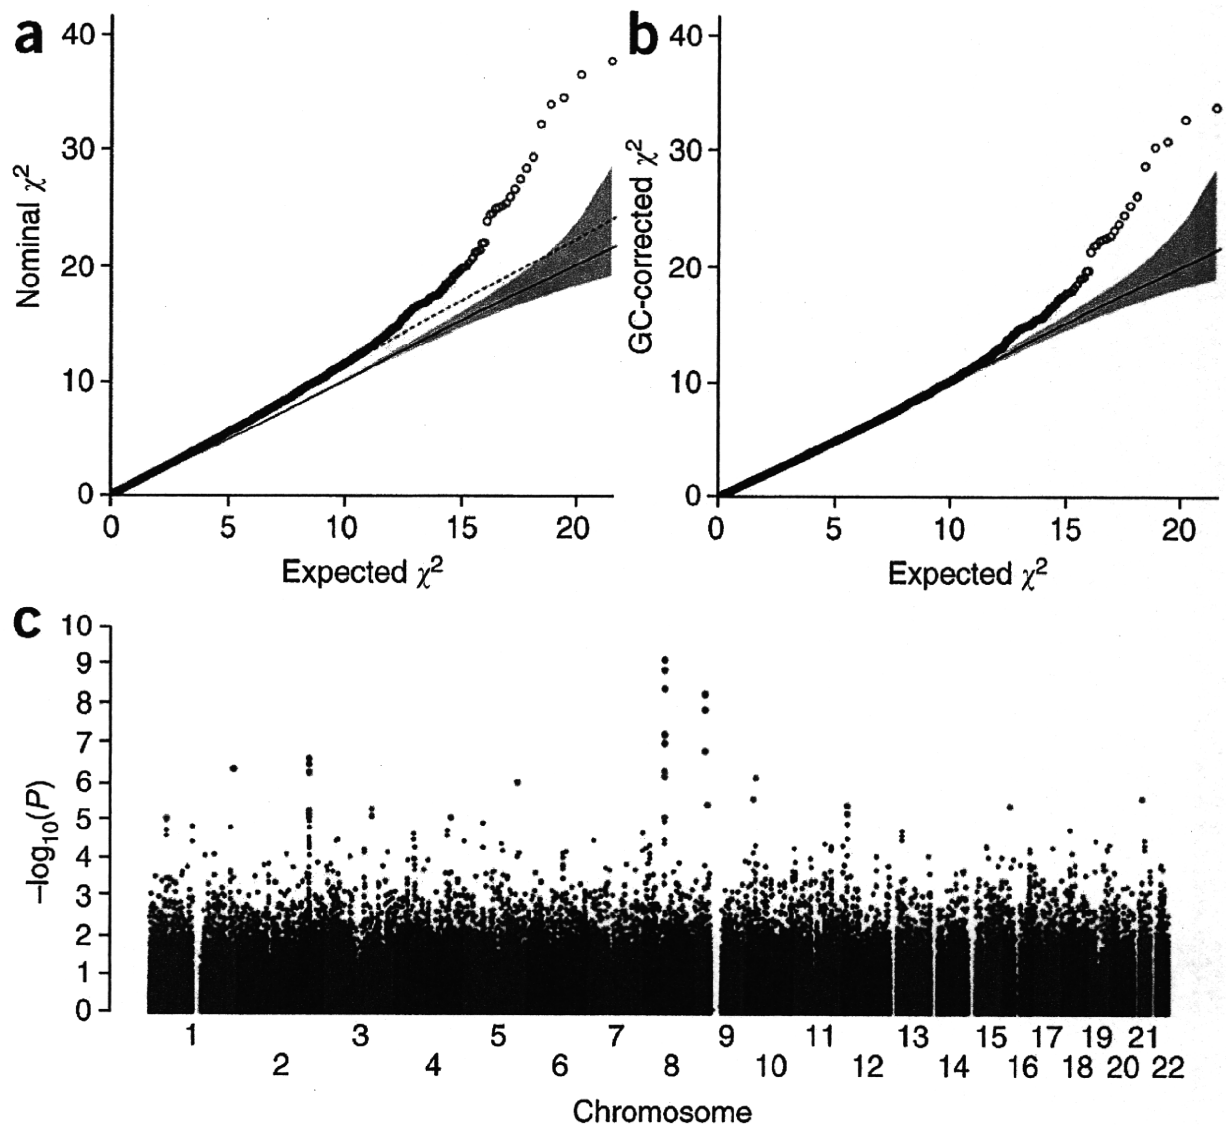 a
40
30
20
10
0
Nominal χ²
0 5 10 15 20
Expected χ²
b
40
30
20
10
0
GC-corrected χ²
0 5 10 15 20
Expected χ²
c
10
9
8
7
6
5
4
3
2
1
0
–log₁₀(P)
1 3 5 7 9 11 13 15 17 19 21
2 4 6 8 10 12 14 16 18 20 22
Chromosome